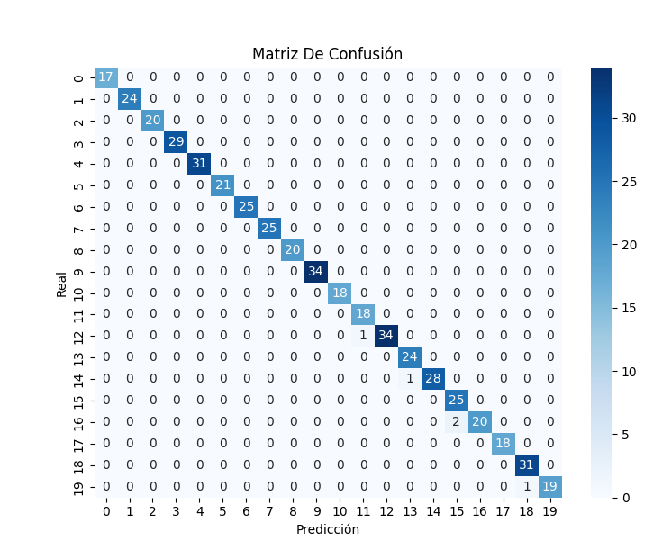 Matriz De Confusión
Real
0 17 0 0 0 0 0 0 0 0 0 0 0 0 0 0 0 0 0 0 0
1 0 24 0 0 0 0 0 0 0 0 0 0 0 0 0 0 0 0 0 0
2 0 0 20 0 0 0 0 0 0 0 0 0 0 0 0 0 0 0 0 0
3 0 0 0 29 0 0 0 0 0 0 0 0 0 0 0 0 0 0 0 0
4 0 0 0 0 31 0 0 0 0 0 0 0 0 0 0 0 0 0 0 0
5 0 0 0 0 0 21 0 0 0 0 0 0 0 0 0 0 0 0 0 0
6 0 0 0 0 0 0 25 0 0 0 0 0 0 0 0 0 0 0 0 0
7 0 0 0 0 0 0 0 25 0 0 0 0 0 0 0 0 0 0 0 0
8 0 0 0 0 0 0 0 0 20 0 0 0 0 0 0 0 0 0 0 0
9 0 0 0 0 0 0 0 0 0 34 0 0 0 0 0 0 0 0 0 0
10 0 0 0 0 0 0 0 0 0 0 18 0 0 0 0 0 0 0 0 0
11 0 0 0 0 0 0 0 0 0 0 0 18 0 0 0 0 0 0 0 0
12 0 0 0 0 0 0 0 0 0 0 0 1 34 0 0 0 0 0 0 0
13 0 0 0 0 0 0 0 0 0 0 0 0 0 24 0 0 0 0 0 0
14 0 0 0 0 0 0 0 0 0 0 0 0 0 1 28 0 0 0 0 0
15 0 0 0 0 0 0 0 0 0 0 0 0 0 0 0 25 0 0 0 0
16 0 0 0 0 0 0 0 0 0 0 0 0 0 0 0 2 20 0 0 0
17 0 0 0 0 0 0 0 0 0 0 0 0 0 0 0 0 0 18 0 0
18 0 0 0 0 0 0 0 0 0 0 0 0 0 0 0 0 0 0 31 0
19 0 0 0 0 0 0 0 0 0 0 0 0 0 0 0 0 0 0 1 19
0 1 2 3 4 5 6 7 8 9 10 11 12 13 14 15 16 17 18 19
Predicción
30
25
20
15
10
5
0